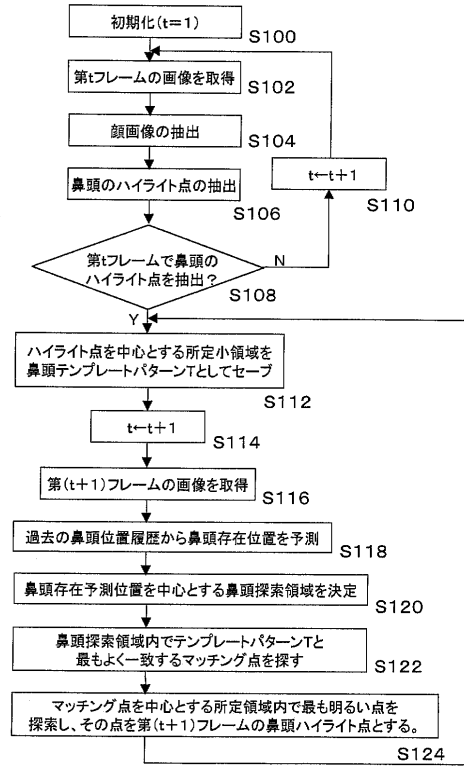 初期化(t=1)
S100
第tフレームの画像を取得
S102
顔画像の抽出
S104
鼻頭のハイライト点の抽出
S106
t←t+1
S110
第tフレームで鼻頭の
ハイライト点を抽出?
N
S108
Y
ハイライト点を中心とする所定小領域を
鼻頭テンプレートパターンTとしてセーブ
S112
t←t+1
S114
第(t+1)フレームの画像を取得
S116
過去の鼻頭位置履歴から鼻頭存在位置を予測
S118
鼻頭存在予測位置を中心とする鼻頭探索領域を決定
S120
鼻頭探索領域内でテンプレートパターンTと
最もよく一致するマッチング点を探す
S122
マッチング点を中心とする所定領域内で最も明るい点を
探索し、その点を第(t+1)フレームの鼻頭ハイライト点とする。
S124